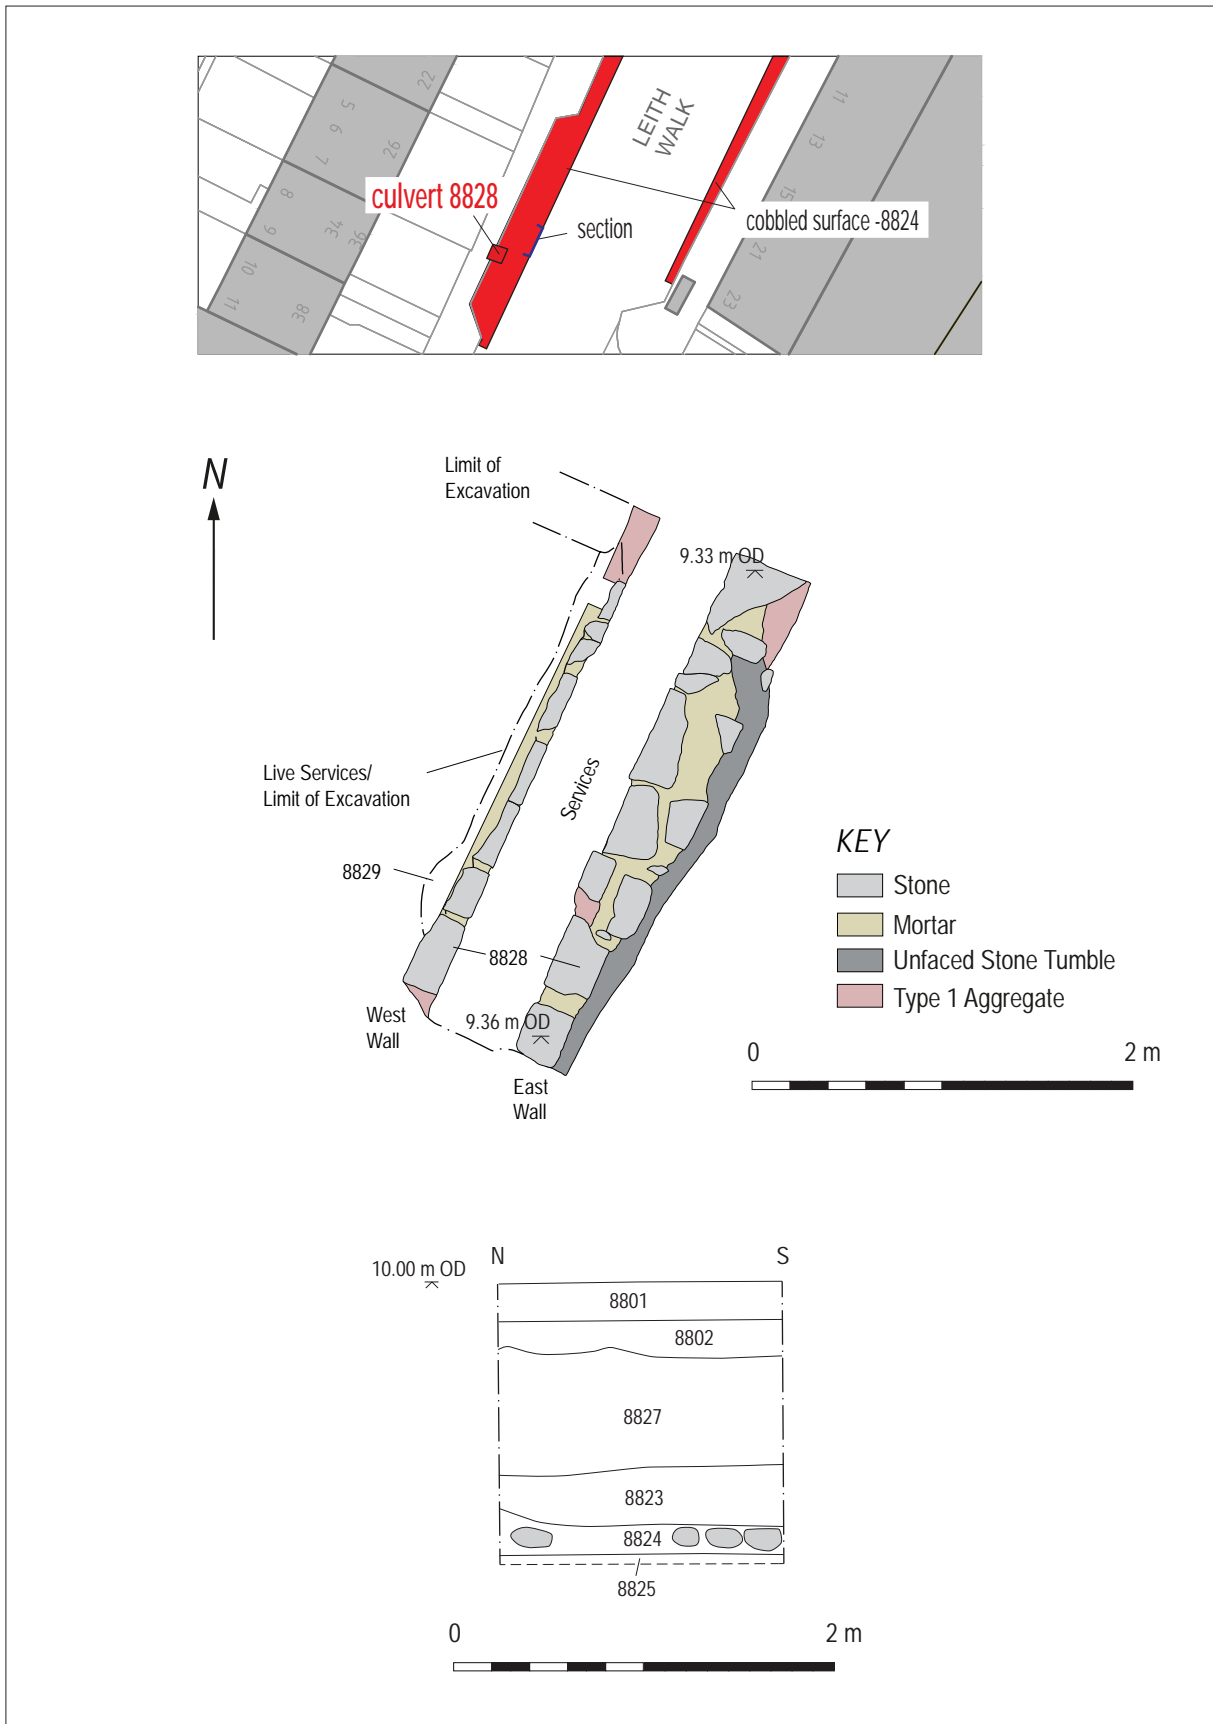 22
5
6
7
26
8
9
34
36
10
11
38
culvert 8828
section
LEITH
WALK
cobbled surface -8824
11
13
15
21
23
N
Limit of
Excavation
9.33 m OD
Live Services/
Limit of Excavation
Services
8829
8828
West
Wall
9.36 m OD
East
Wall
KEY
Stone
Mortar
Unfaced Stone Tumble
Type 1 Aggregate
0 2 m
N S
10.00 m OD
8801
8802
8827
8823
8824
8825
0 2 m